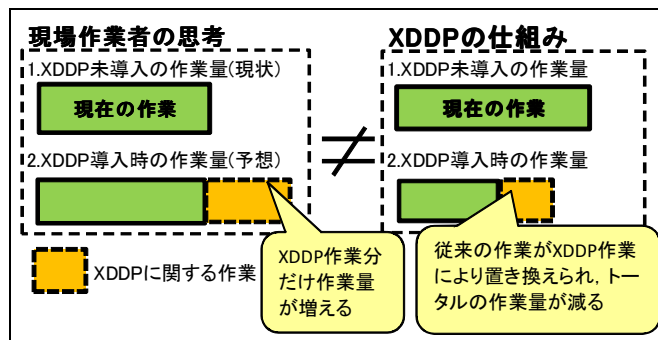 現場作業者の思考
1.XDDP未導入の作業量(現状)
現在の作業
2.XDDP導入時の作業量(予想)
XDDP作業分
だけ作業量
が増える
XDDPに関する作業
≠
XDDPの仕組み
1.XDDP未導入の作業量
現在の作業
2.XDDP導入時の作業量
従来の作業がXDDP作業
により置き換えられ,トー
タルの作業量が減る